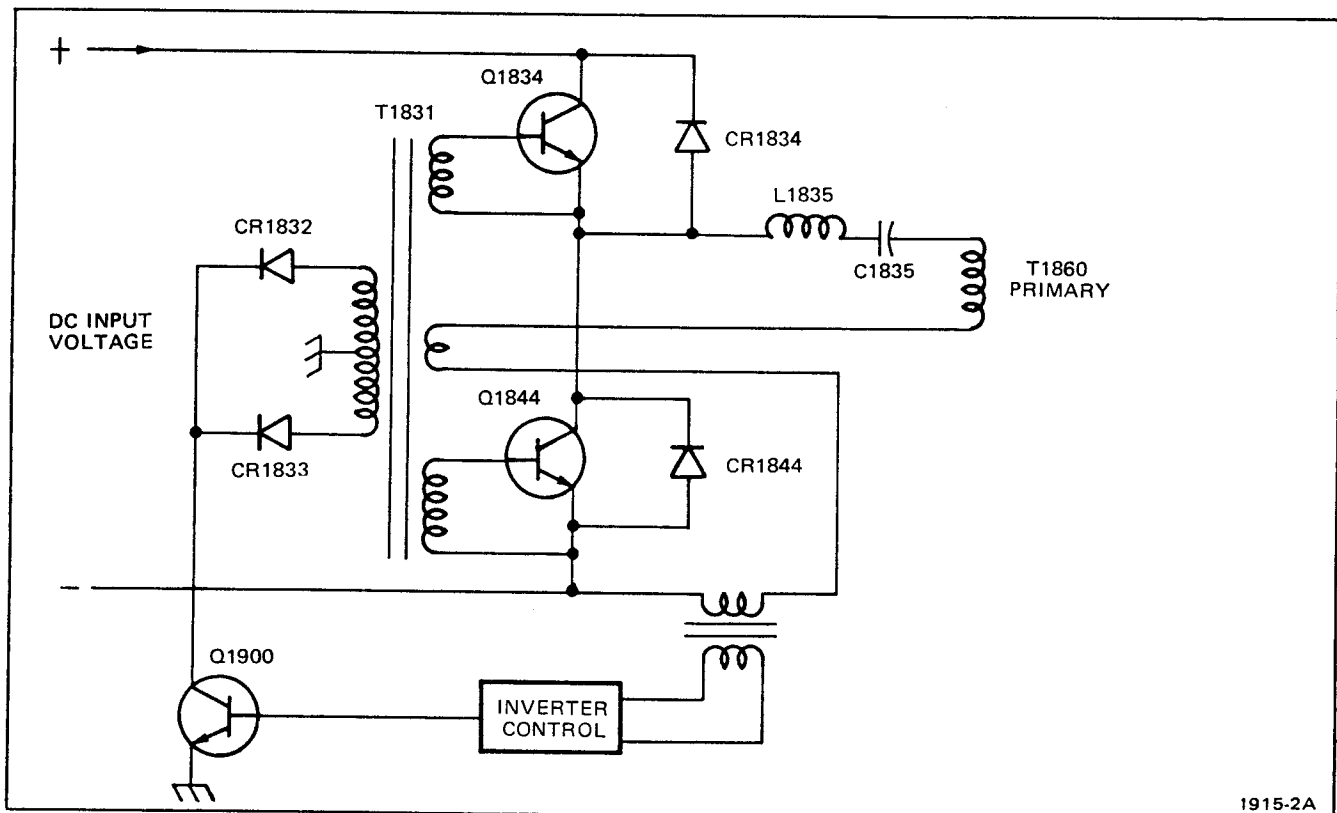 +
Q1834
T1831
CR1834
L1835
CR1832
C1835
T1860
PRIMARY
DC INPUT
VOLTAGE
Q1844
CR1833
CR1844
-
Q1900
INVERTER
CONTROL
1915-2A